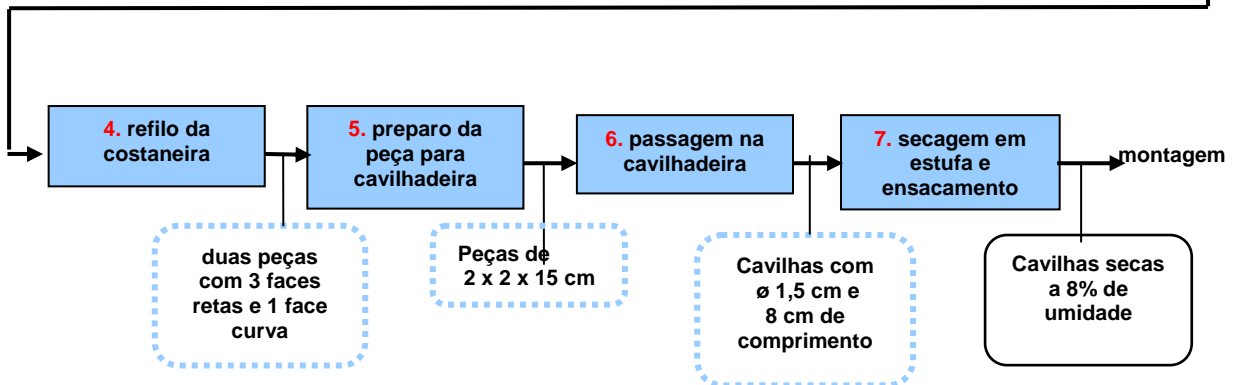 4. refilo da
costaneira
5. preparo da
peça para
cavilhadeira
6. passagem na
cavilhadeira
7. secagem em
estufa e
ensacamento
montagem
duas peças
com 3 faces
retas e 1 face
curva
Peças de
2 x 2 x 15 cm
Cavilhas com
ø 1,5 cm e
8 cm de
comprimento
Cavilhas secas
a 8% de
umidade